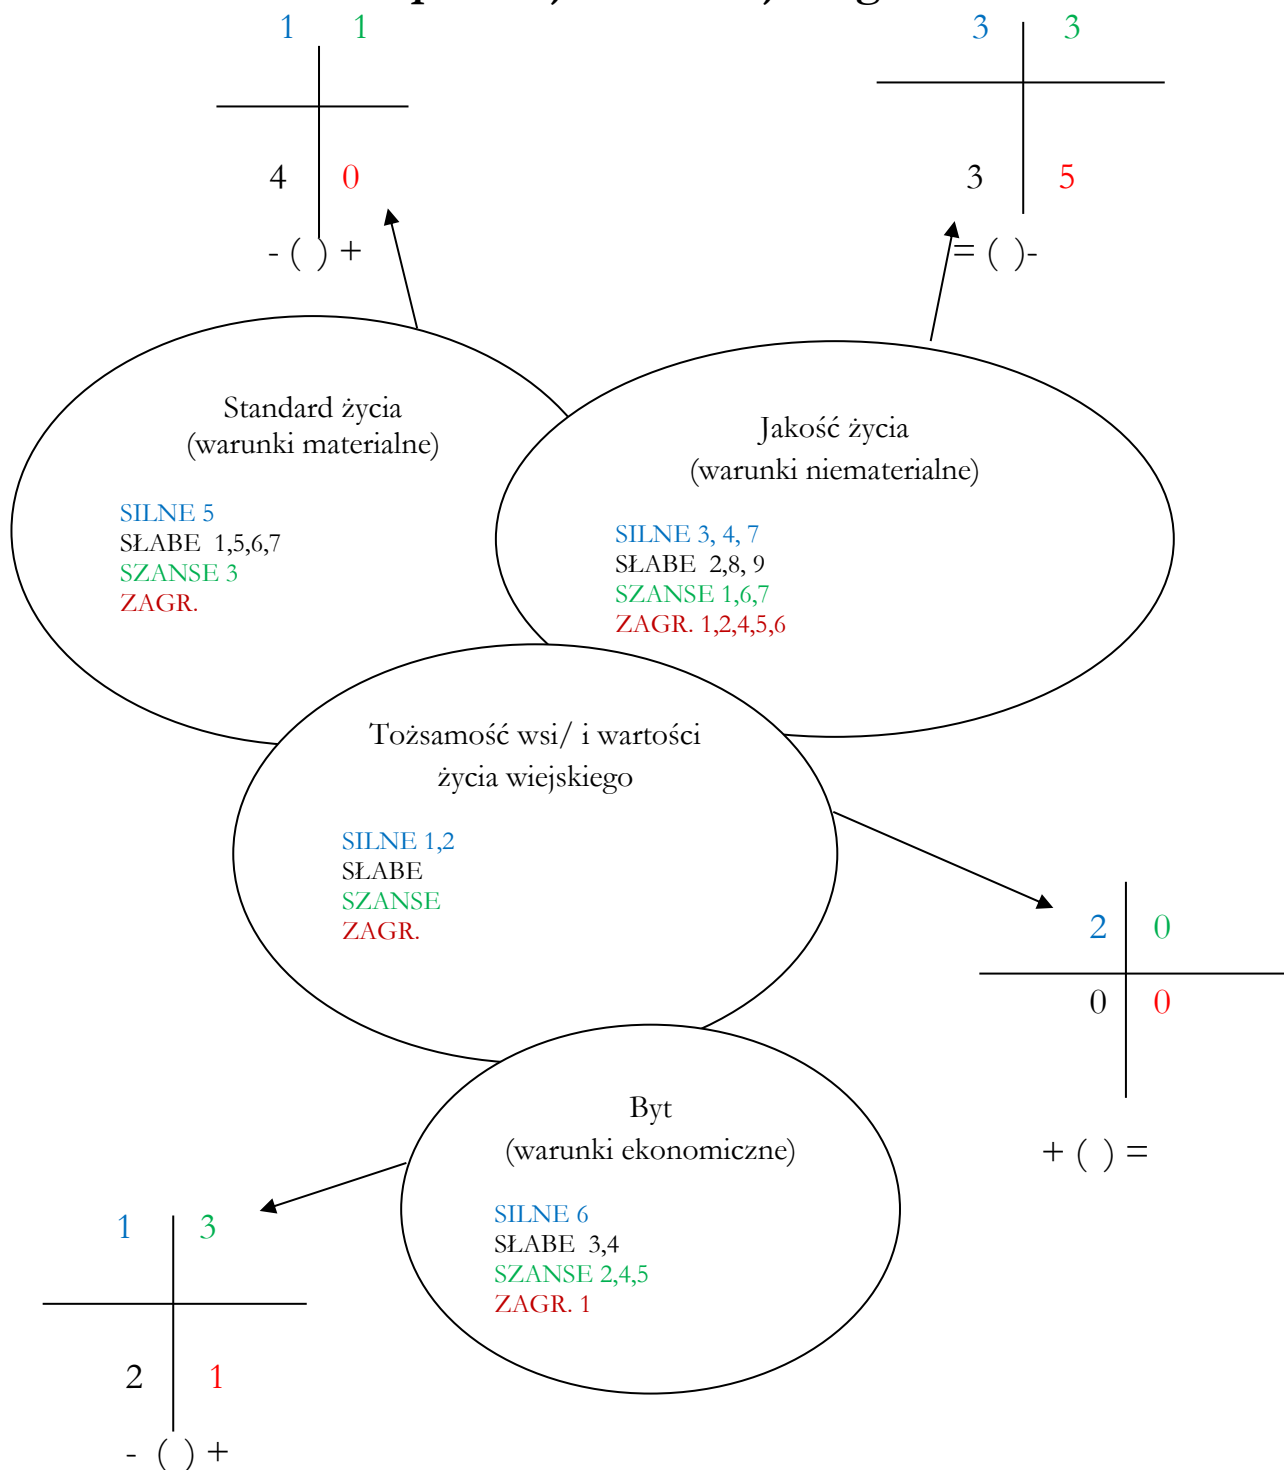 1 1
4 0
- ( ) +
3 3
3 5
= ( )-
Standard życia
(warunki materialne)
SILNE 5
SŁABE 1,5,6,7
SZANSE 3
ZAGR.
Jakość życia
(warunki niematerialne)
SILNE 3, 4, 7
SŁABE 2,8, 9
SZANSE 1,6,7
ZAGR. 1,2,4,5,6
Tożsamość wsi/ i wartości
życia wiejskiego
SILNE 1,2
SŁABE
SZANSE
ZAGR.
2 0
0 0
+ ( ) =
Byt
(warunki ekonomiczne)
SILNE 6
SŁABE 3,4
SZANSE 2,4,5
ZAGR. 1
1 3
2 1
- ( ) +